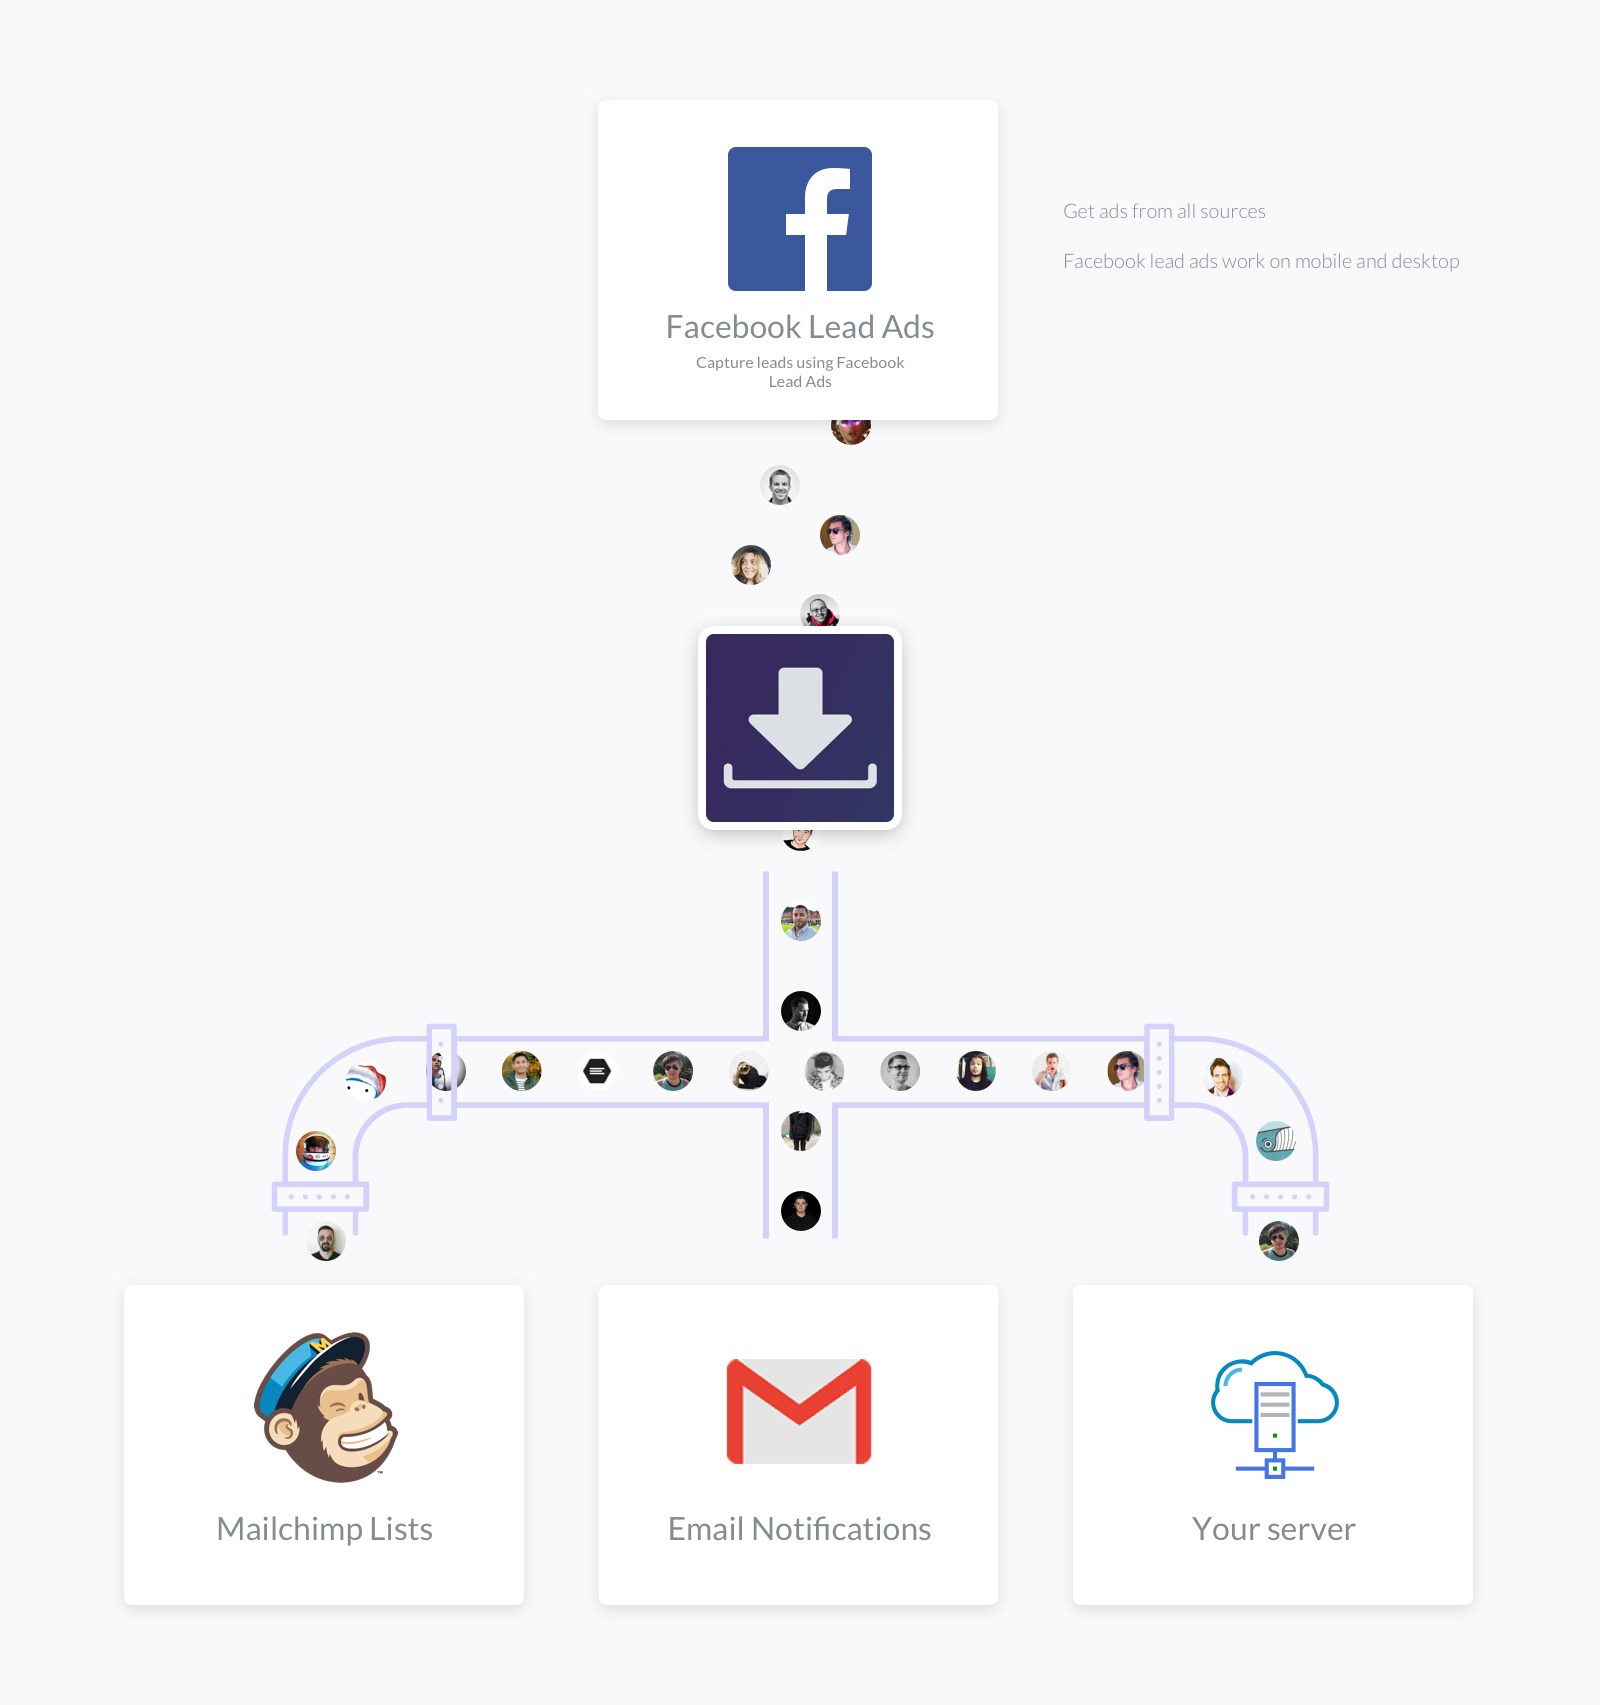 Get ads from all sources
Facebook lead ads work on mobile and desktop
Facebook Lead Ads
Capture leads using Facebook
Lead Ads
Mailchimp Lists
Email Notifications
Your server